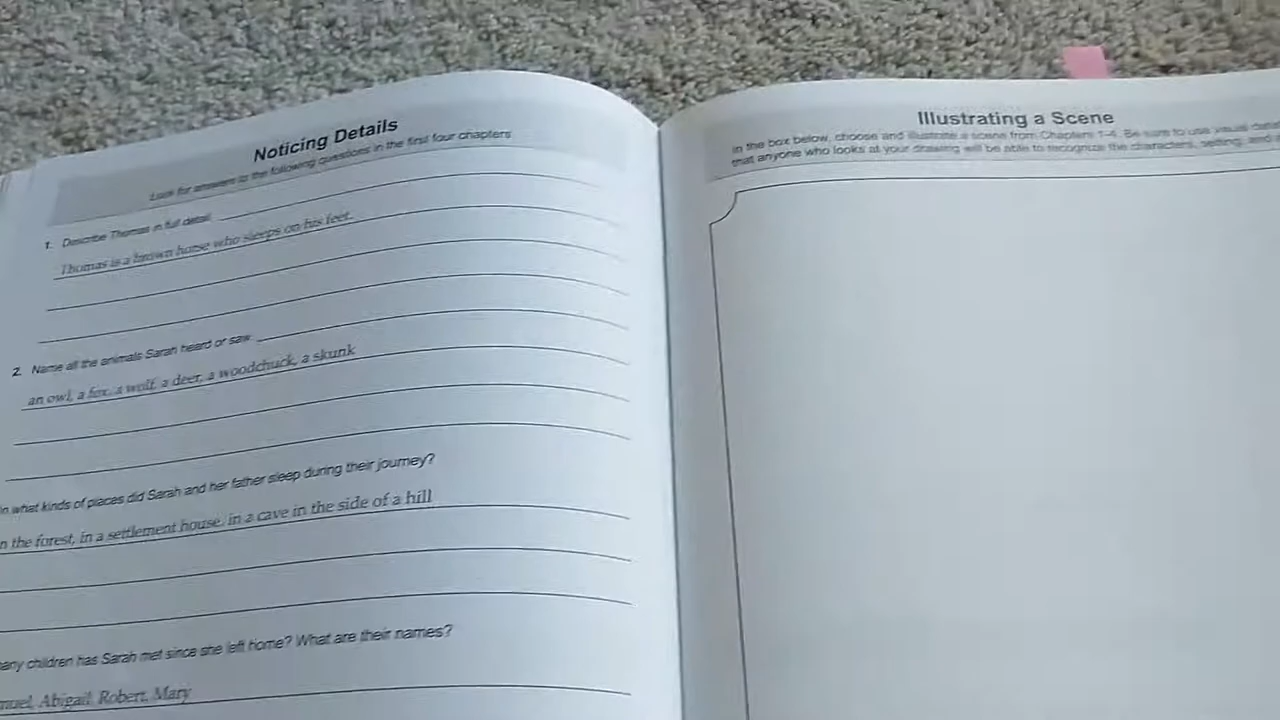 Noticing Details
Look for answers to the following questions in the first four chapters
1. Describe Thomas in full detail.
Thomas is a brown horse who sleeps on his feet.
2. Name all the animals Sarah heard or saw.
an owl, a fox, a wolf, a deer, a woodchuck, a skunk
In what kinds of places did Sarah and her father sleep during their journey?
n the forest, in a settlement house, in a cave in the side of a hill
any children has Sarah met since she left home? What are their names?
muel, Abigail, Robert, Mary
Illustrating a Scene
In the box below, choose and illustrate a scene from Chapters 1-4. Be sure to use visual
that anyone who looks at your drawing will be able to recognize the characters, setting, and